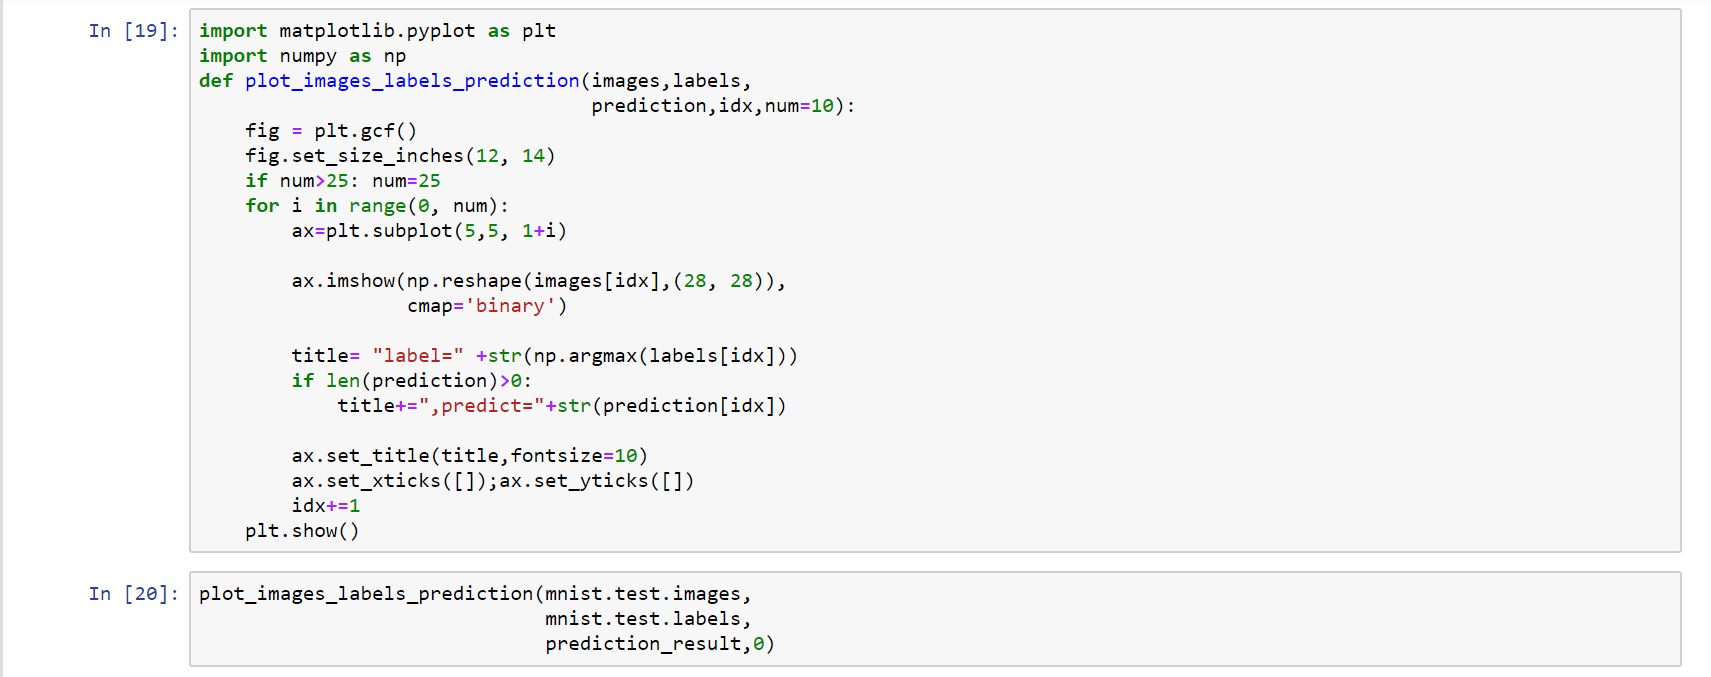 In [19]: import matplotlib.pyplot as plt
import numpy as np
def plot_images_labels_prediction(images,labels,
                                  prediction,idx,num=10):
    fig = plt.gcf()
    fig.set_size_inches(12, 14)
    if num>25: num=25
    for i in range(0, num):
        ax=plt.subplot(5,5, 1+i)

        ax.imshow(np.reshape(images[idx],(28, 28)),
                  cmap='binary')

        title= "label=" +str(np.argmax(labels[idx]))
        if len(prediction)>0:
            title+=",predict="+str(prediction[idx])

        ax.set_title(title,fontsize=10)
        ax.set_xticks([]);ax.set_yticks([])
        idx+=1
    plt.show()
In [20]: plot_images_labels_prediction(mnist.test.images,
                              mnist.test.labels,
                              prediction_result,0)